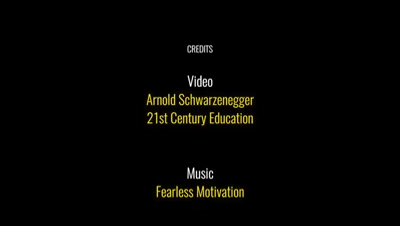 CREDITS
Video
Arnold Schwarzenegger
21st Century Education
Music
Fearless Motivation